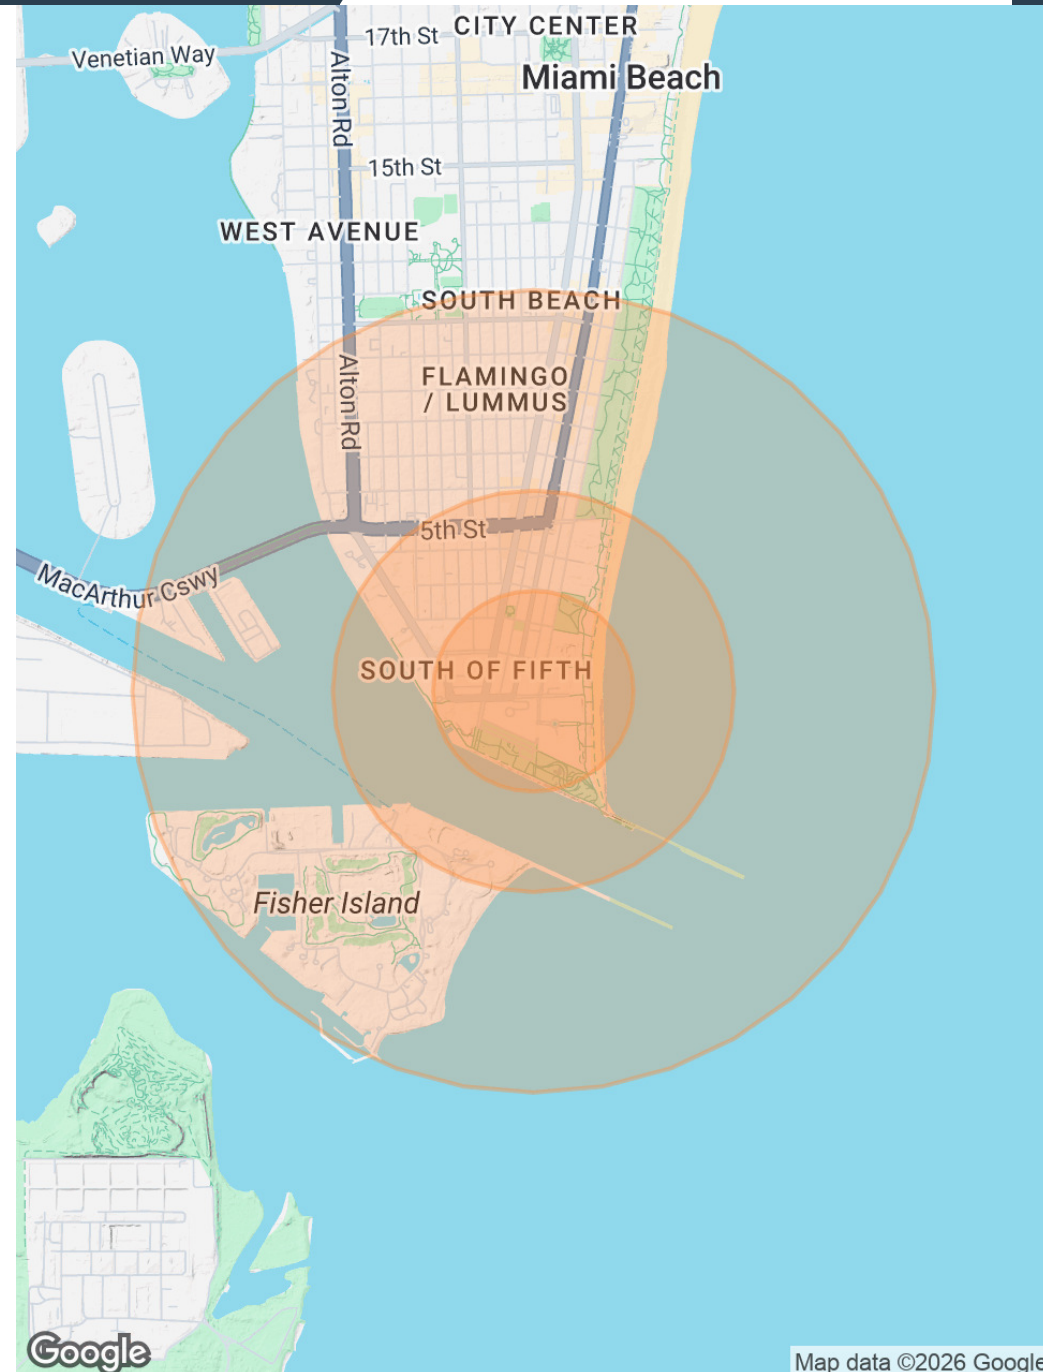 CITY CENTER
17th St
Venetian Way
Miami Beach
Alton Rd
15th St
WEST AVENUE
SOUTH BEACH
FLAMINGO
/ LUMMUS
Alton Rd
5th St
MacArthur Cswy
SOUTH OF FIFTH
Fisher Island
Google
Map data ©2026 Google